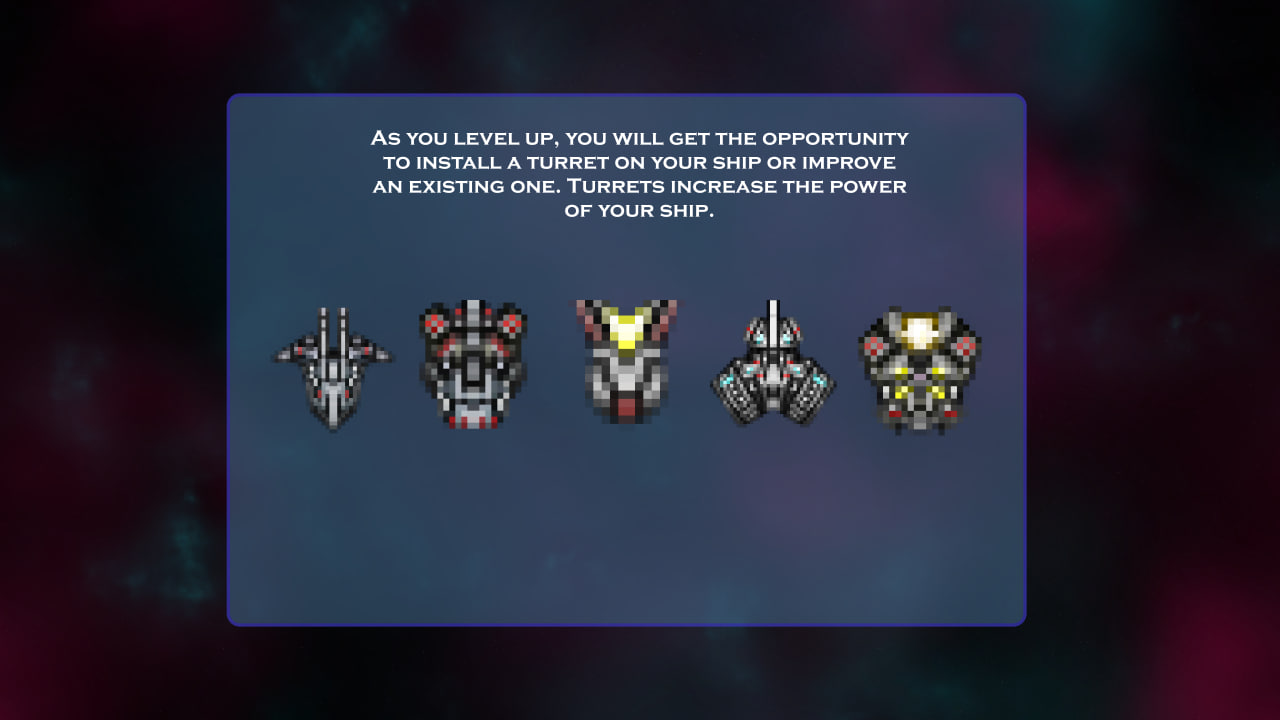 As you level up, you will get the opportunity
to install a turret on your ship or improve
an existing one. Turrets increase the power
of your ship.